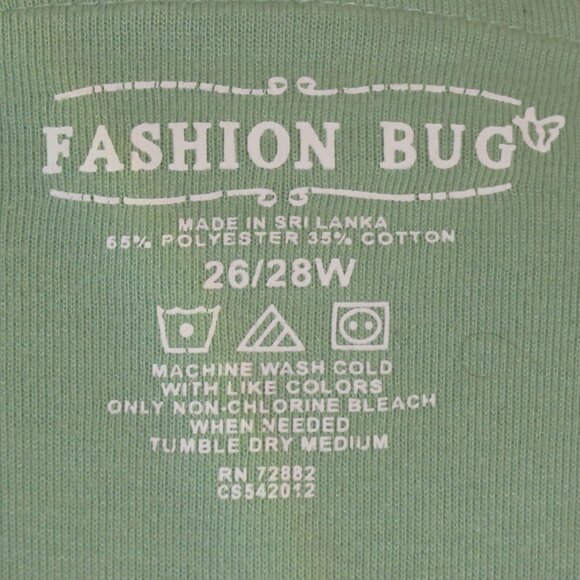 FASHION BUG
MADE IN SRI LANKA
65% POLYESTER 35% COTTON
26/28W
MACHINE WASH COLD
WITH LIKE COLORS
ONLY NON-CHLORINE BLEACH
WHEN NEEDED
TUMBLE DRY MEDIUM
RN 72882
CS542012